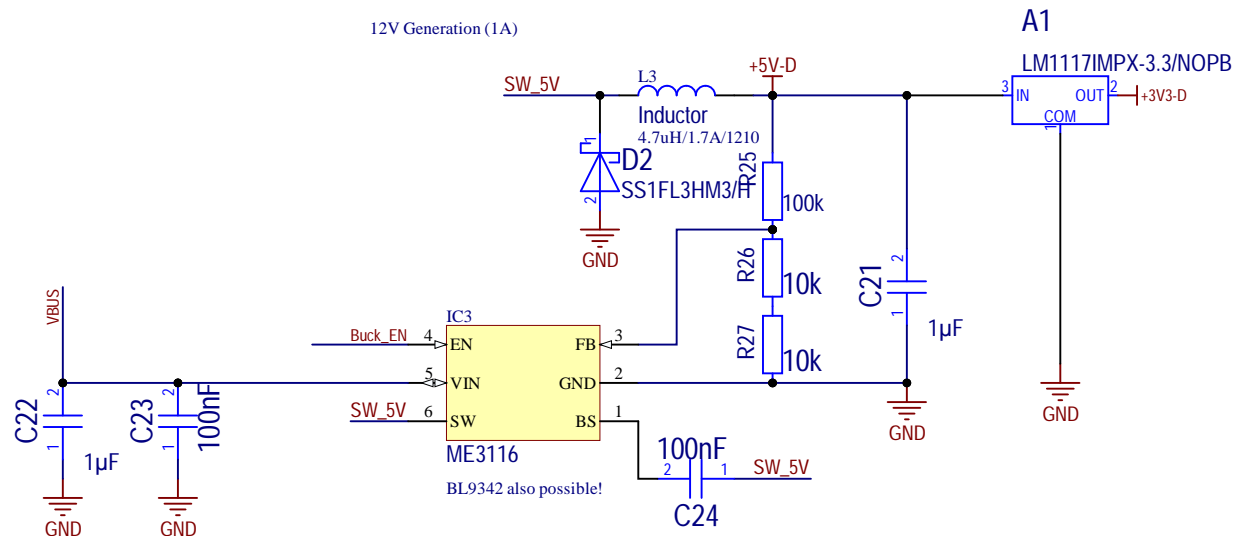 12V Generation (1A)
A1
LM1117IMPX-3.3/NOPB
+5V-D
SW_5V
L3
3
IN
OUT
2
+3V3-D
COM
1
Inductor
4.7uH/1.7A/1210
1
D2
SS1FL3HM3/H
2
GND
R25
100k
R26
10k
R27
10k
2
C21
1
1µF
GND
GND
VBUS
IC3
Buck_EN
4
EN
FB
3
5
VIN
GND
2
SW_5V
6
SW
BS
1
ME3116
BL9342 also possible!
2
C22
1
1µF
GND
2
C23
1
100nF
GND
100nF
2
1
SW_5V
C24